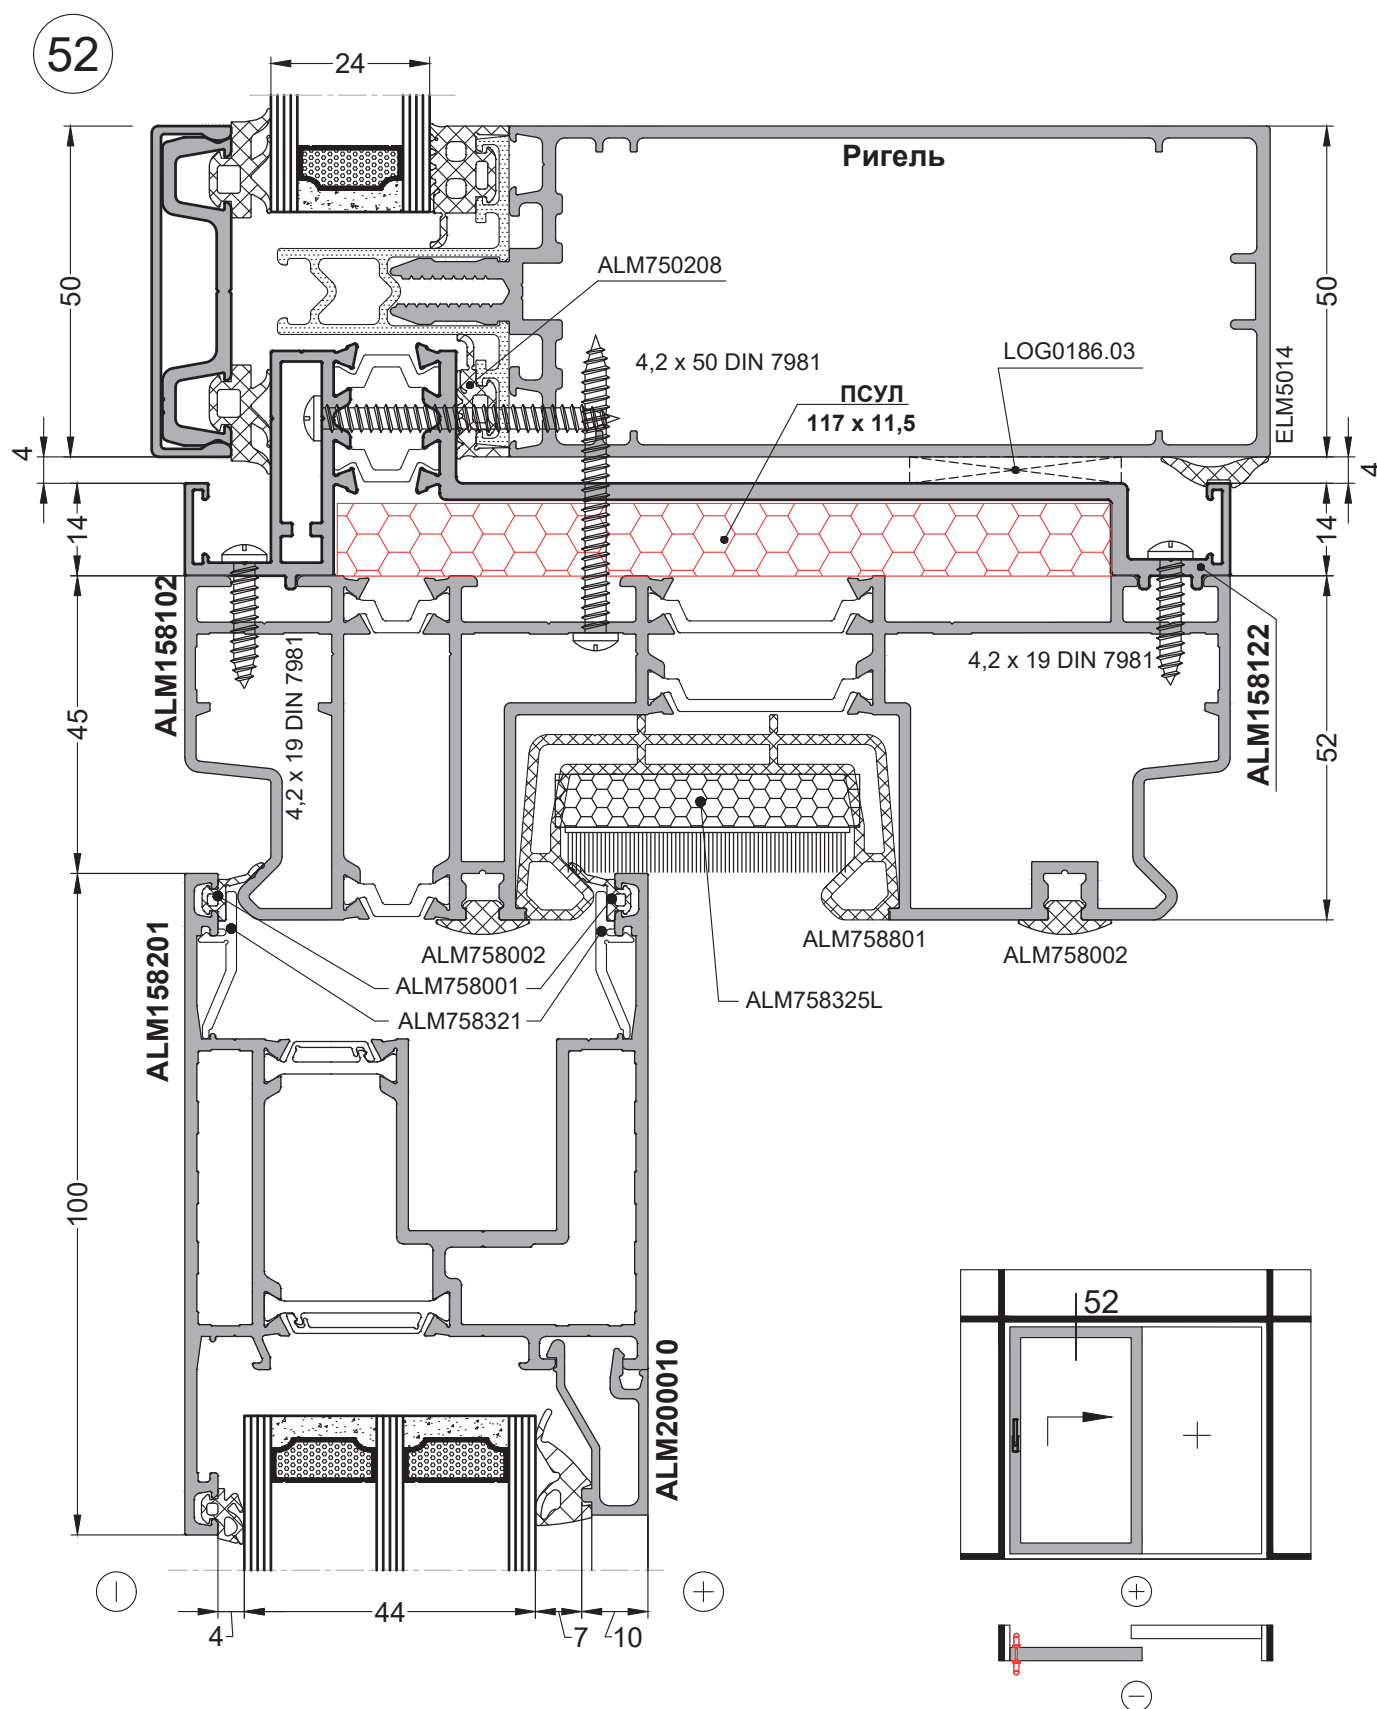 52
24
Ригель
50
50
ALM750208
4,2 x 50 DIN 7981
LOG0186.03
ELM5014
ПСУЛ
117 x 11,5
4
4
14
14
ALM158102
4,2 x 19 DIN 7981
4,2 x 19 DIN 7981
ALM158122
45
52
ALM758002
ALM758801
ALM758002
ALM758001
ALM758325L
ALM758321
ALM158201
100
ALM200010
52
4
44
7
10